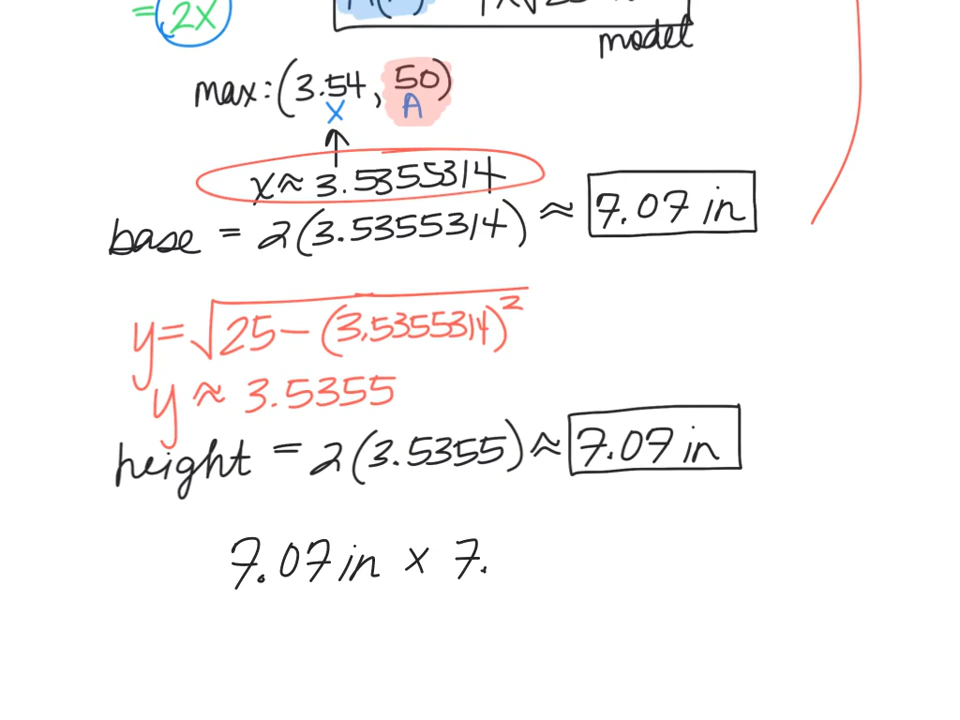 = 2x
model
max: (3.54, 50)
x A
x ≈ 3.5355314
base = 2(3.5355314) ≈ 7.07 in
y = √25 – (3.5355314)²
y ≈ 3.5355
height = 2(3.5355) ≈ 7.07 in
7.07 in x 7.